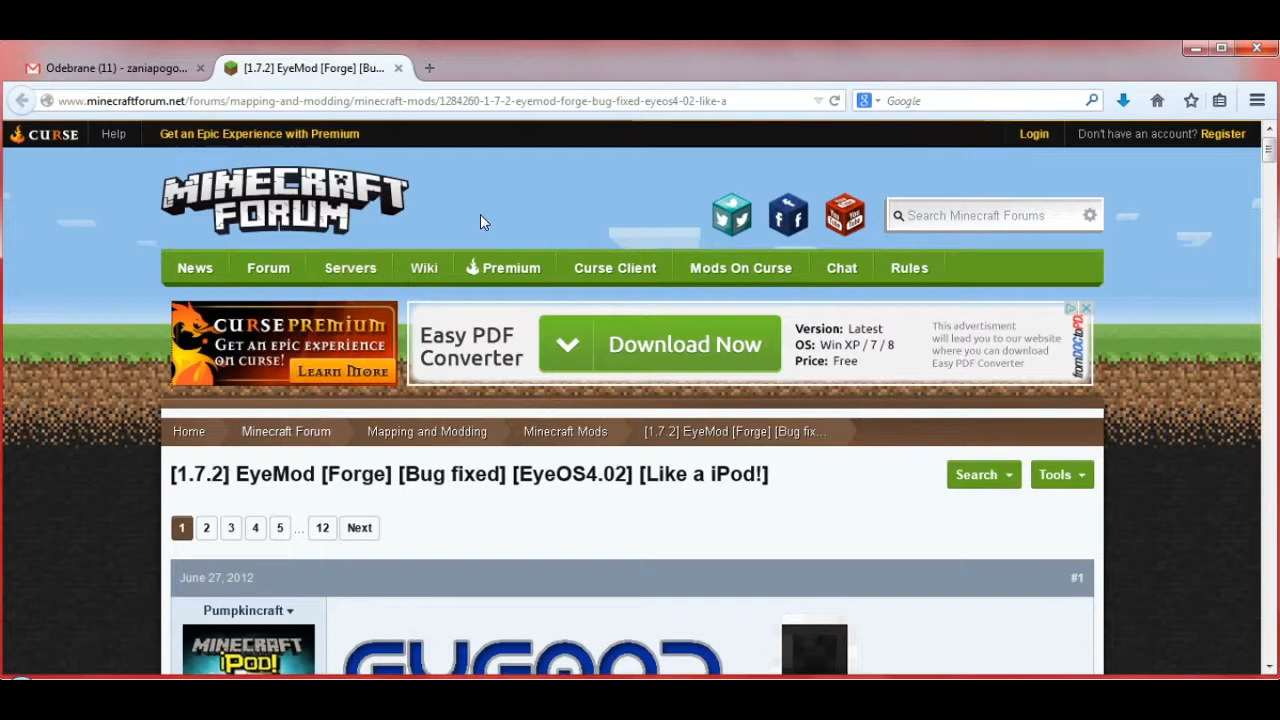 Odebrane (11) - zaniapogo...
[1.7.2] EyeMod [Forge] [Bu...
www.minecraftforum.net/forums/mapping-and-modding/minecraft-mods/1284260-1-7-2-eyemod-forge-bug-fixed-eyeos4-02-like-a
Google
CURSE
Help
Get an Epic Experience with Premium
Login
Don't have an account? Register
MINECRAFT
FORUM
Search Minecraft Forums
News
Forum
Servers
Wiki
Premium
Curse Client
Mods On Curse
Chat
Rules
CURSE PREMIUM
GET AN EPIC EXPERIENCE
ON CURSE!
LEARN MORE
Easy PDF
Converter
Download Now
Version: Latest
OS: Win XP / 7 / 8
Price: Free
This advertisment
will lead you to our website
where you can download
Easy PDF Converter
Home
Minecraft Forum
Mapping and Modding
Minecraft Mods
[1.7.2] EyeMod [Forge] [Bug fix...
[1.7.2] EyeMod [Forge] [Bug fixed] [EyeOS4.02] [Like a iPod!]
Search
Tools
1 2 3 4 5 ... 12 Next
June 27, 2012
#1
Pumpkincraft
MINECRAFT
iPOD!
EYEMOD